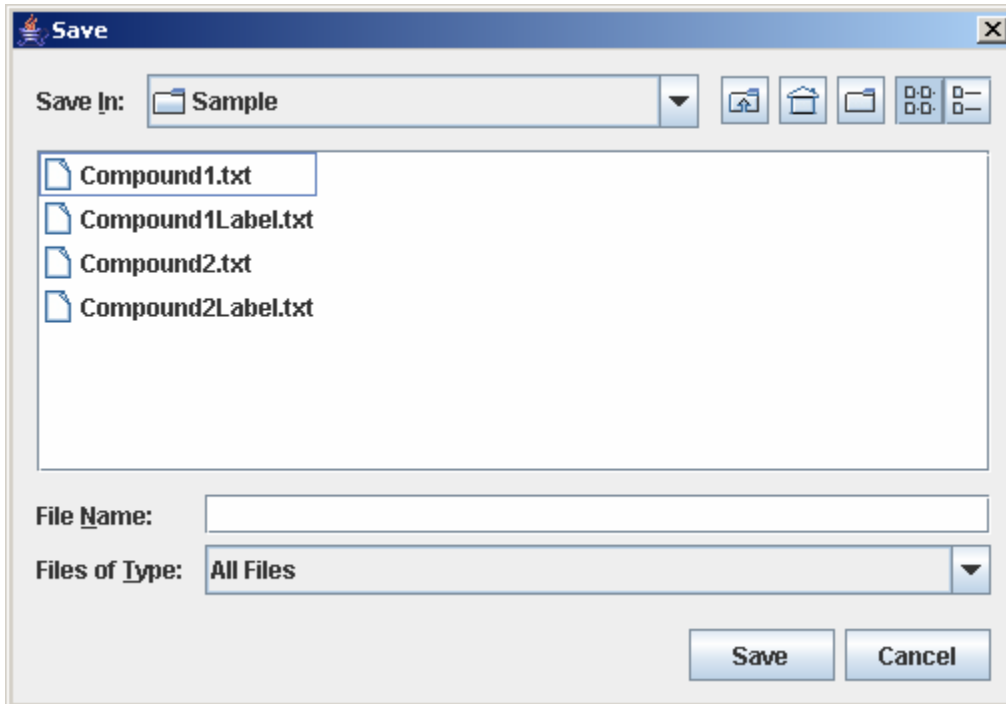 Save
Save In: Sample
Compound1.txt
Compound1Label.txt
Compound2.txt
Compound2Label.txt
File Name:
Files of Type: All Files
Save Cancel